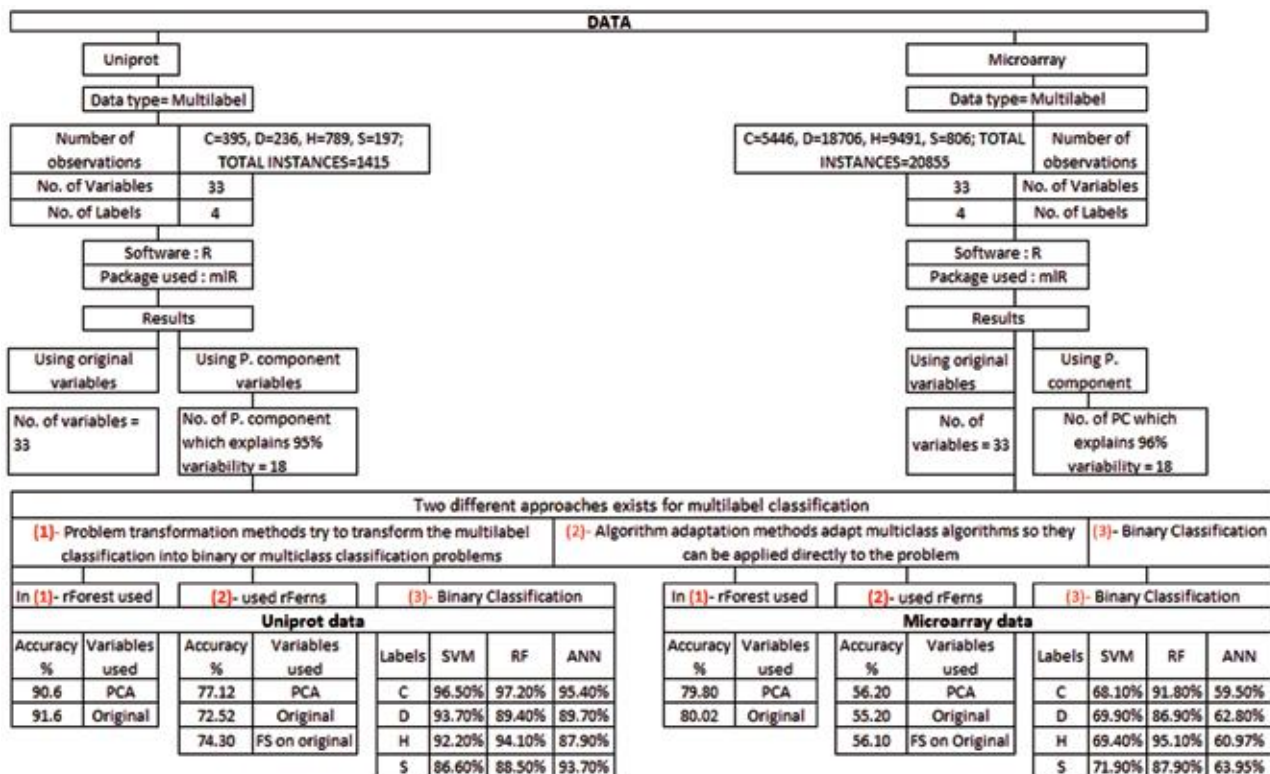 DATA
Uniprot
Data type= Multilabel
Number of observations
C=395, D=236, H=789, S=197;
TOTAL INSTANCES=1415
No. of Variables 33
No. of Labels 4
Software : R
Package used : mlR
Results
Using original
variables
Using P. component
variables
No. of variables =
33
No. of P. component
which explains 95%
variability = 18
Microarray
Data type= Multilabel
C=5446, D=18706, H=9491, S=806; TOTAL
INSTANCES=20855
Number of
observations
33 No. of Variables
4 No. of Labels
Software : R
Package used : mlR
Results
Using original
variables
Using P.
component
No. of
variables = 33
No. of PC which
explains 96%
variability = 18
Two different approaches exists for multilabel classification
(1)- Problem transformation methods try to transform the multilabel
classification into binary or multiclass classification problems
(2)- Algorithm adaptation methods adapt multiclass algorithms so they
can be applied directly to the problem
(3)- Binary Classification
In (1)- rForest used (2)- used rFerns (3)- Binary Classification
Uniprot data
Accuracy
%
Variables
used
90.6 PCA
91.6 Original
Accuracy
%
Variables
used
77.12 PCA
72.52 Original
74.30 FS on original
Labels SVM RF ANN
C 96.50% 97.20% 95.40%
D 93.70% 89.40% 89.70%
H 92.20% 94.10% 87.90%
S 86.60% 88.50% 93.70%
In (1)- rForest used (2)- used rFerns (3)- Binary Classification
Microarray data
Accuracy
%
Variables
used
79.80 PCA
80.02 Original
Accuracy
%
Variables
used
56.20 PCA
55.20 Original
56.10 FS on Original
Labels SVM RF ANN
C 68.10% 91.80% 59.50%
D 69.90% 86.90% 62.80%
H 69.40% 95.10% 60.97%
S 71.90% 87.90% 63.95%